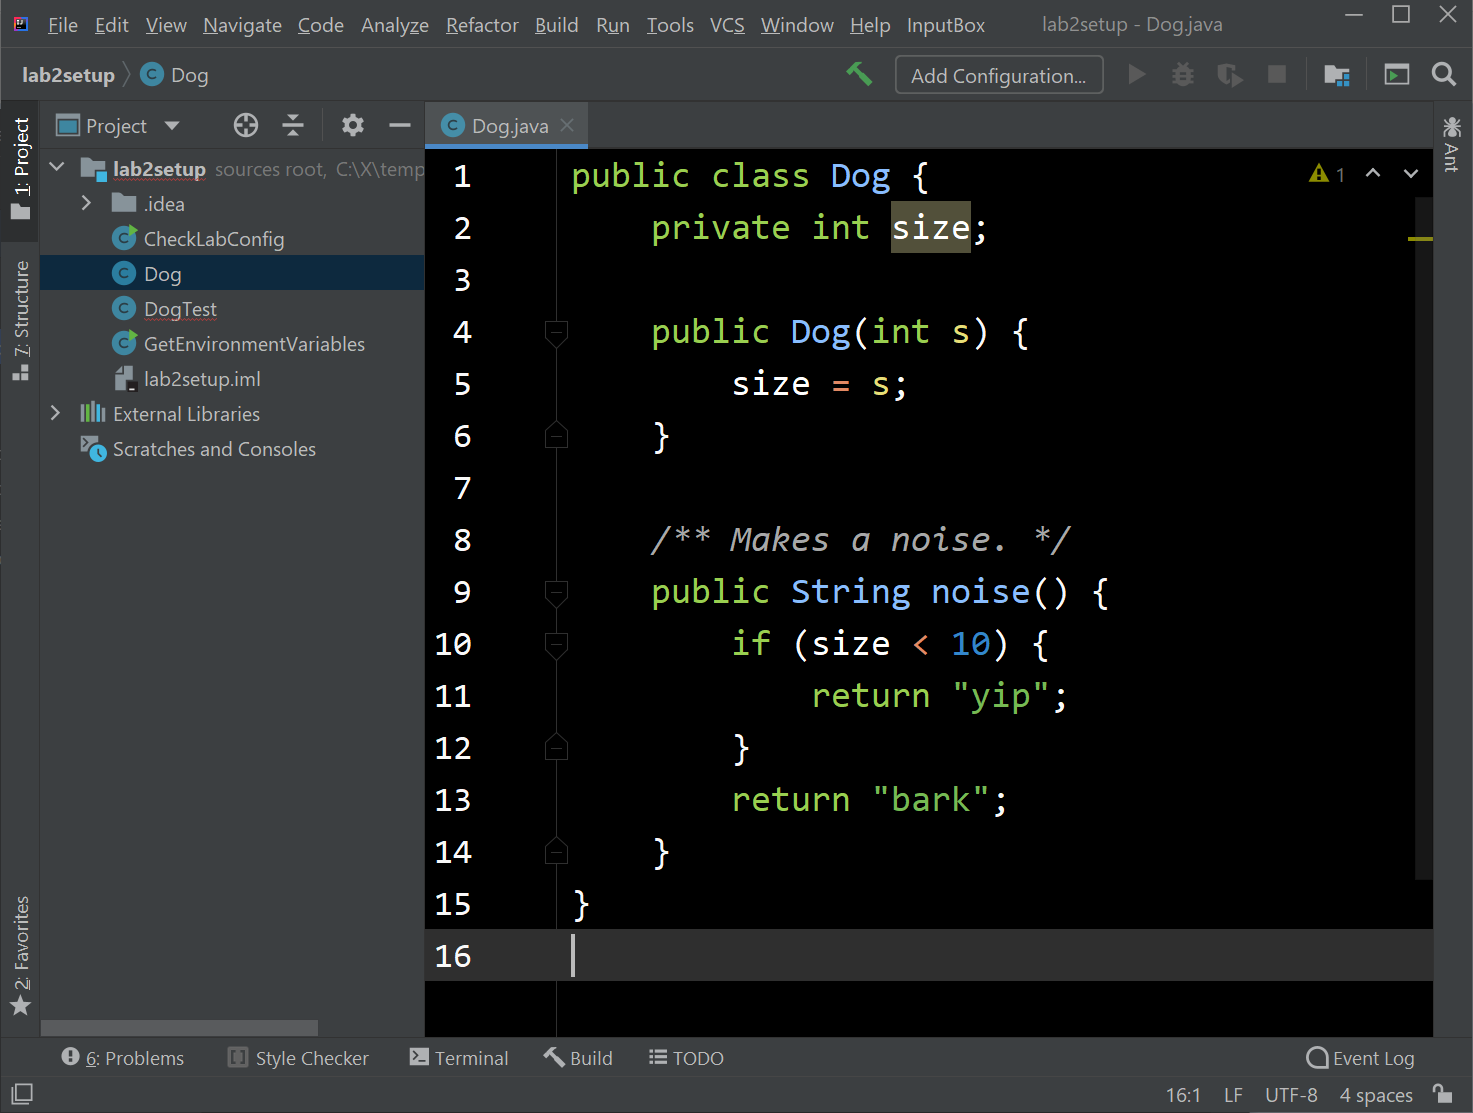 File Edit View Navigate Code Analyze Refactor Build Run Tools VCS Window Help InputBox lab2setup - Dog.java
lab2setup Dog Add Configuration...
1: Project
7: Structure
2: Favorites
Project
lab2setup sources root, C:\X\temp
.idea
CheckLabConfig
Dog
DogTest
GetEnvironmentVariables
lab2setup.iml
External Libraries
Scratches and Consoles
Dog.java
1 public class Dog {
2     private int size;
3
4     public Dog(int s) {
5         size = s;
6     }
7
8     /** Makes a noise. */
9     public String noise() {
10         if (size < 10) {
11             return "yip";
12         }
13         return "bark";
14     }
15 }
16
1
Ant
6: Problems Style Checker Terminal Build TODO Event Log
16:1 LF UTF-8 4 spaces